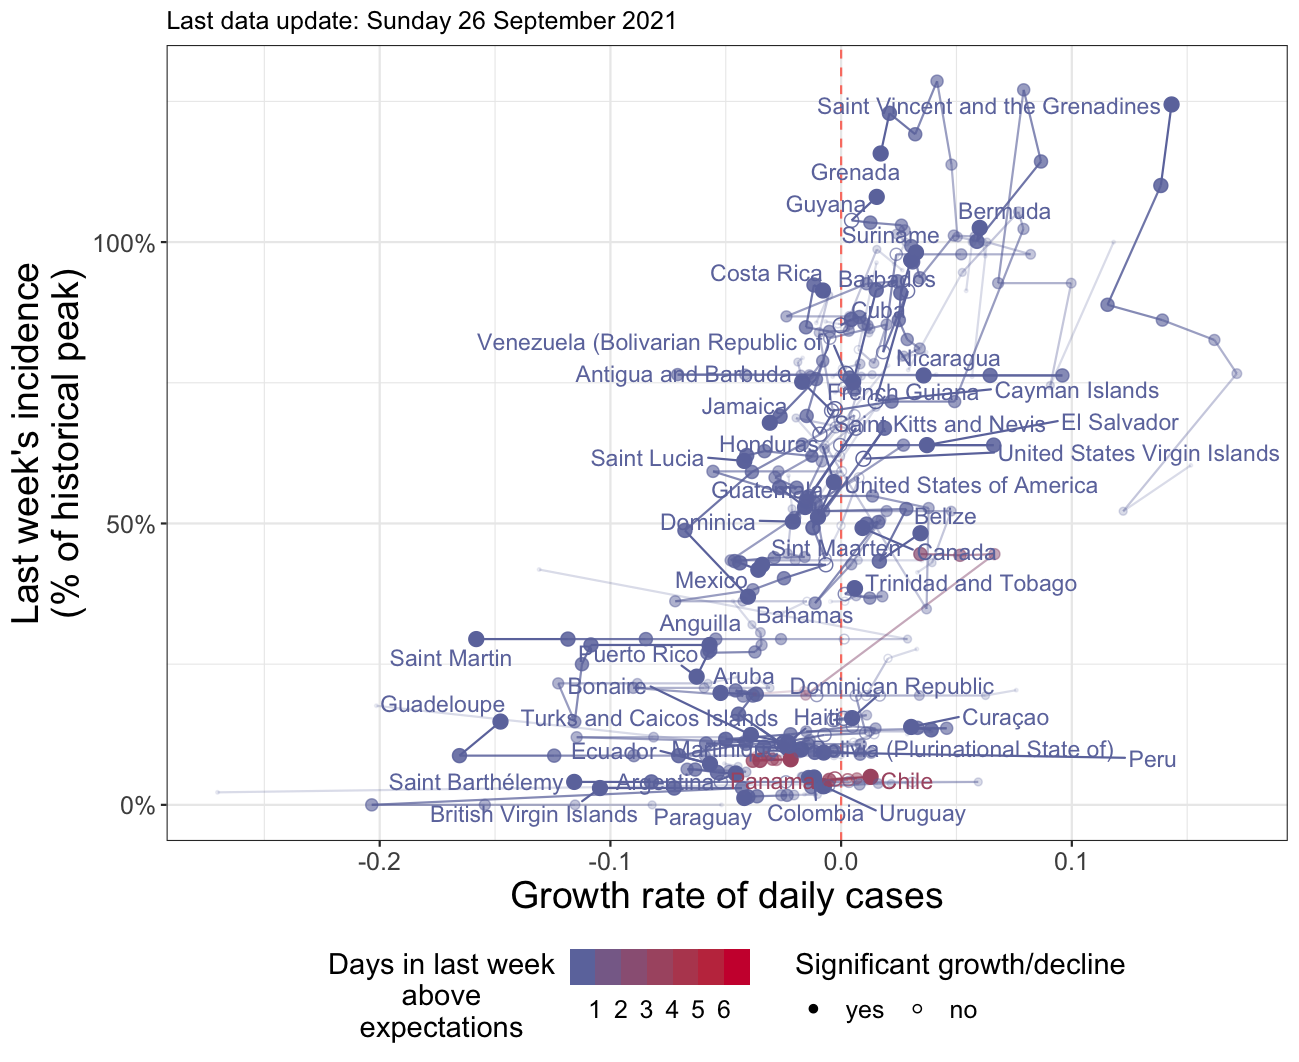 Last data update: Sunday 26 September 2021
Saint Vincent and the Grenadines
Grenada
Guyana
Bermuda
Suriname
100%
Costa Rica
Barbados
Cuba
Venezuela (Bolivarian Republic of)
Nicaragua
Antigua and Barbuda
French Guiana
Cayman Islands
Jamaica
Saint Kitts and Nevis
El Salvador
Honduras
Saint Lucia
United States Virgin Islands
Guatemala
United States of America
50%
Dominica
Belize
Sint Maarten
Canada
Mexico
Trinidad and Tobago
Bahamas
Anguilla
Saint Martin
Puerto Rico
Aruba
Bonaire
Dominican Republic
Guadeloupe
Turks and Caicos Islands
Haiti
Curaçao
Ecuador
Martinique
Bolivia (Plurinational State of)
Peru
Saint Barthélemy
Argentina
Panama
Chile
0%
British Virgin Islands
Paraguay
Colombia
Uruguay
Last week's incidence
(% of historical peak)
-0.2
-0.1
0.0
0.1
Growth rate of daily cases
Days in last week
above
expectations
1 2 3 4 5 6
Significant growth/decline
yes
no